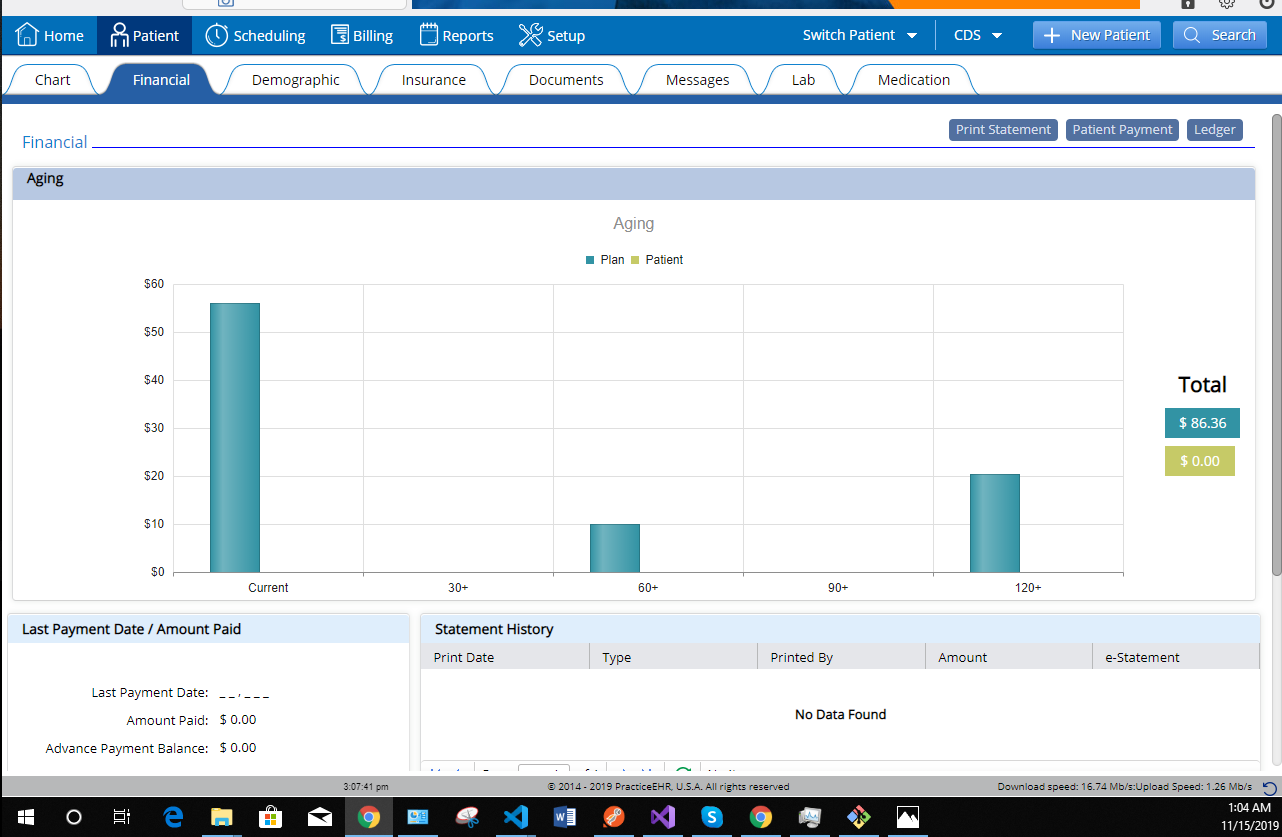 Home Patient Scheduling Billing Reports Setup Switch Patient CDS New Patient Search
Chart Financial Demographic Insurance Documents Messages Lab Medication
Print Statement Patient Payment Ledger
Financial
Aging
Aging
Plan Patient
$60
$50
$40
$30
$20
$10
$0
Current 30+ 60+ 90+ 120+
Total
$ 86.36
$ 0.00
Last Payment Date / Amount Paid
Last Payment Date: _ _ , _ _ _
Amount Paid: $ 0.00
Advance Payment Balance: $ 0.00
Statement History
Print Date Type Printed By Amount e-Statement
No Data Found
3:07:41 pm © 2014 - 2019 PracticeEHR, U.S.A. All rights reserved Download speed: 16.74 Mb/s:Upload Speed: 1.26 Mb/s
1:04 AM
11/15/2019